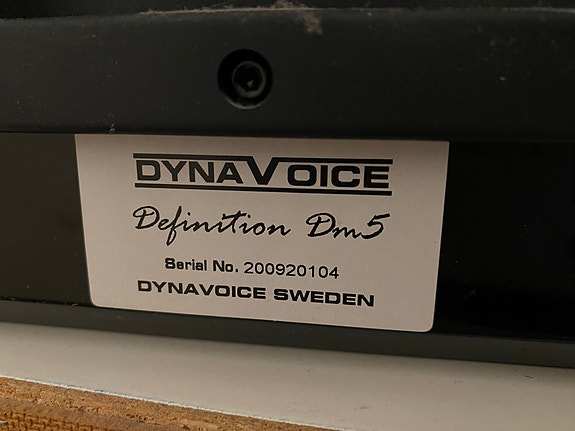 DYNAVOICE
Definition Dm5
Serial No. 200920104
DYNAVOICE SWEDEN